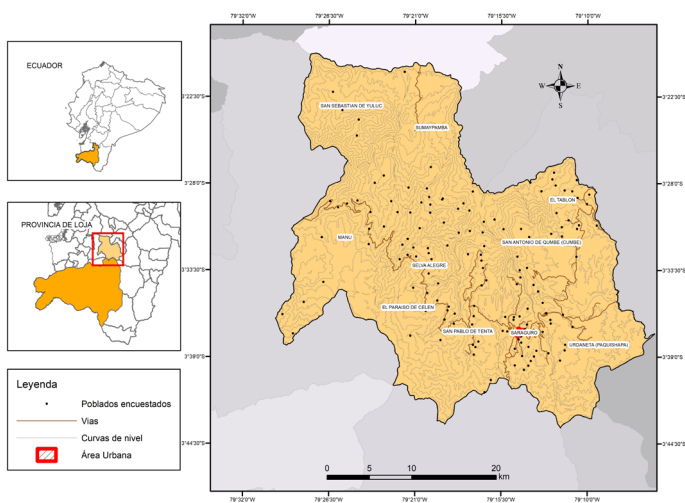 ECUADOR
PROVINCIA DE LOJA
Leyenda
Poblados encuestados
Vias
Curvas de nivel
Área Urbana
79°32'0"W
79°26'30"W
79°21'0"W
79°15'30"W
79°10'0"W
3°22'30"S
3°28'0"S
3°33'30"S
3°39'0"S
3°44'30"S
N
W E
S
SAN SEBASTIAN DE YULUC
SUMAYPAMBA
EL TABLON
MANU
SAN ANTONIO DE QUMBE (CUMBE)
SELVA ALEGRE
EL PARAISO DE CELEN
SAN PABLO DE TENTA
SARAGURO
URDANETA (PAQUISHAPA)
0 5 10 20
km
3°22'30"S
3°28'0"S
3°33'30"S
3°39'0"S
3°44'30"S
79°32'0"W
79°26'30"W
79°21'0"W
79°15'30"W
79°10'0"W